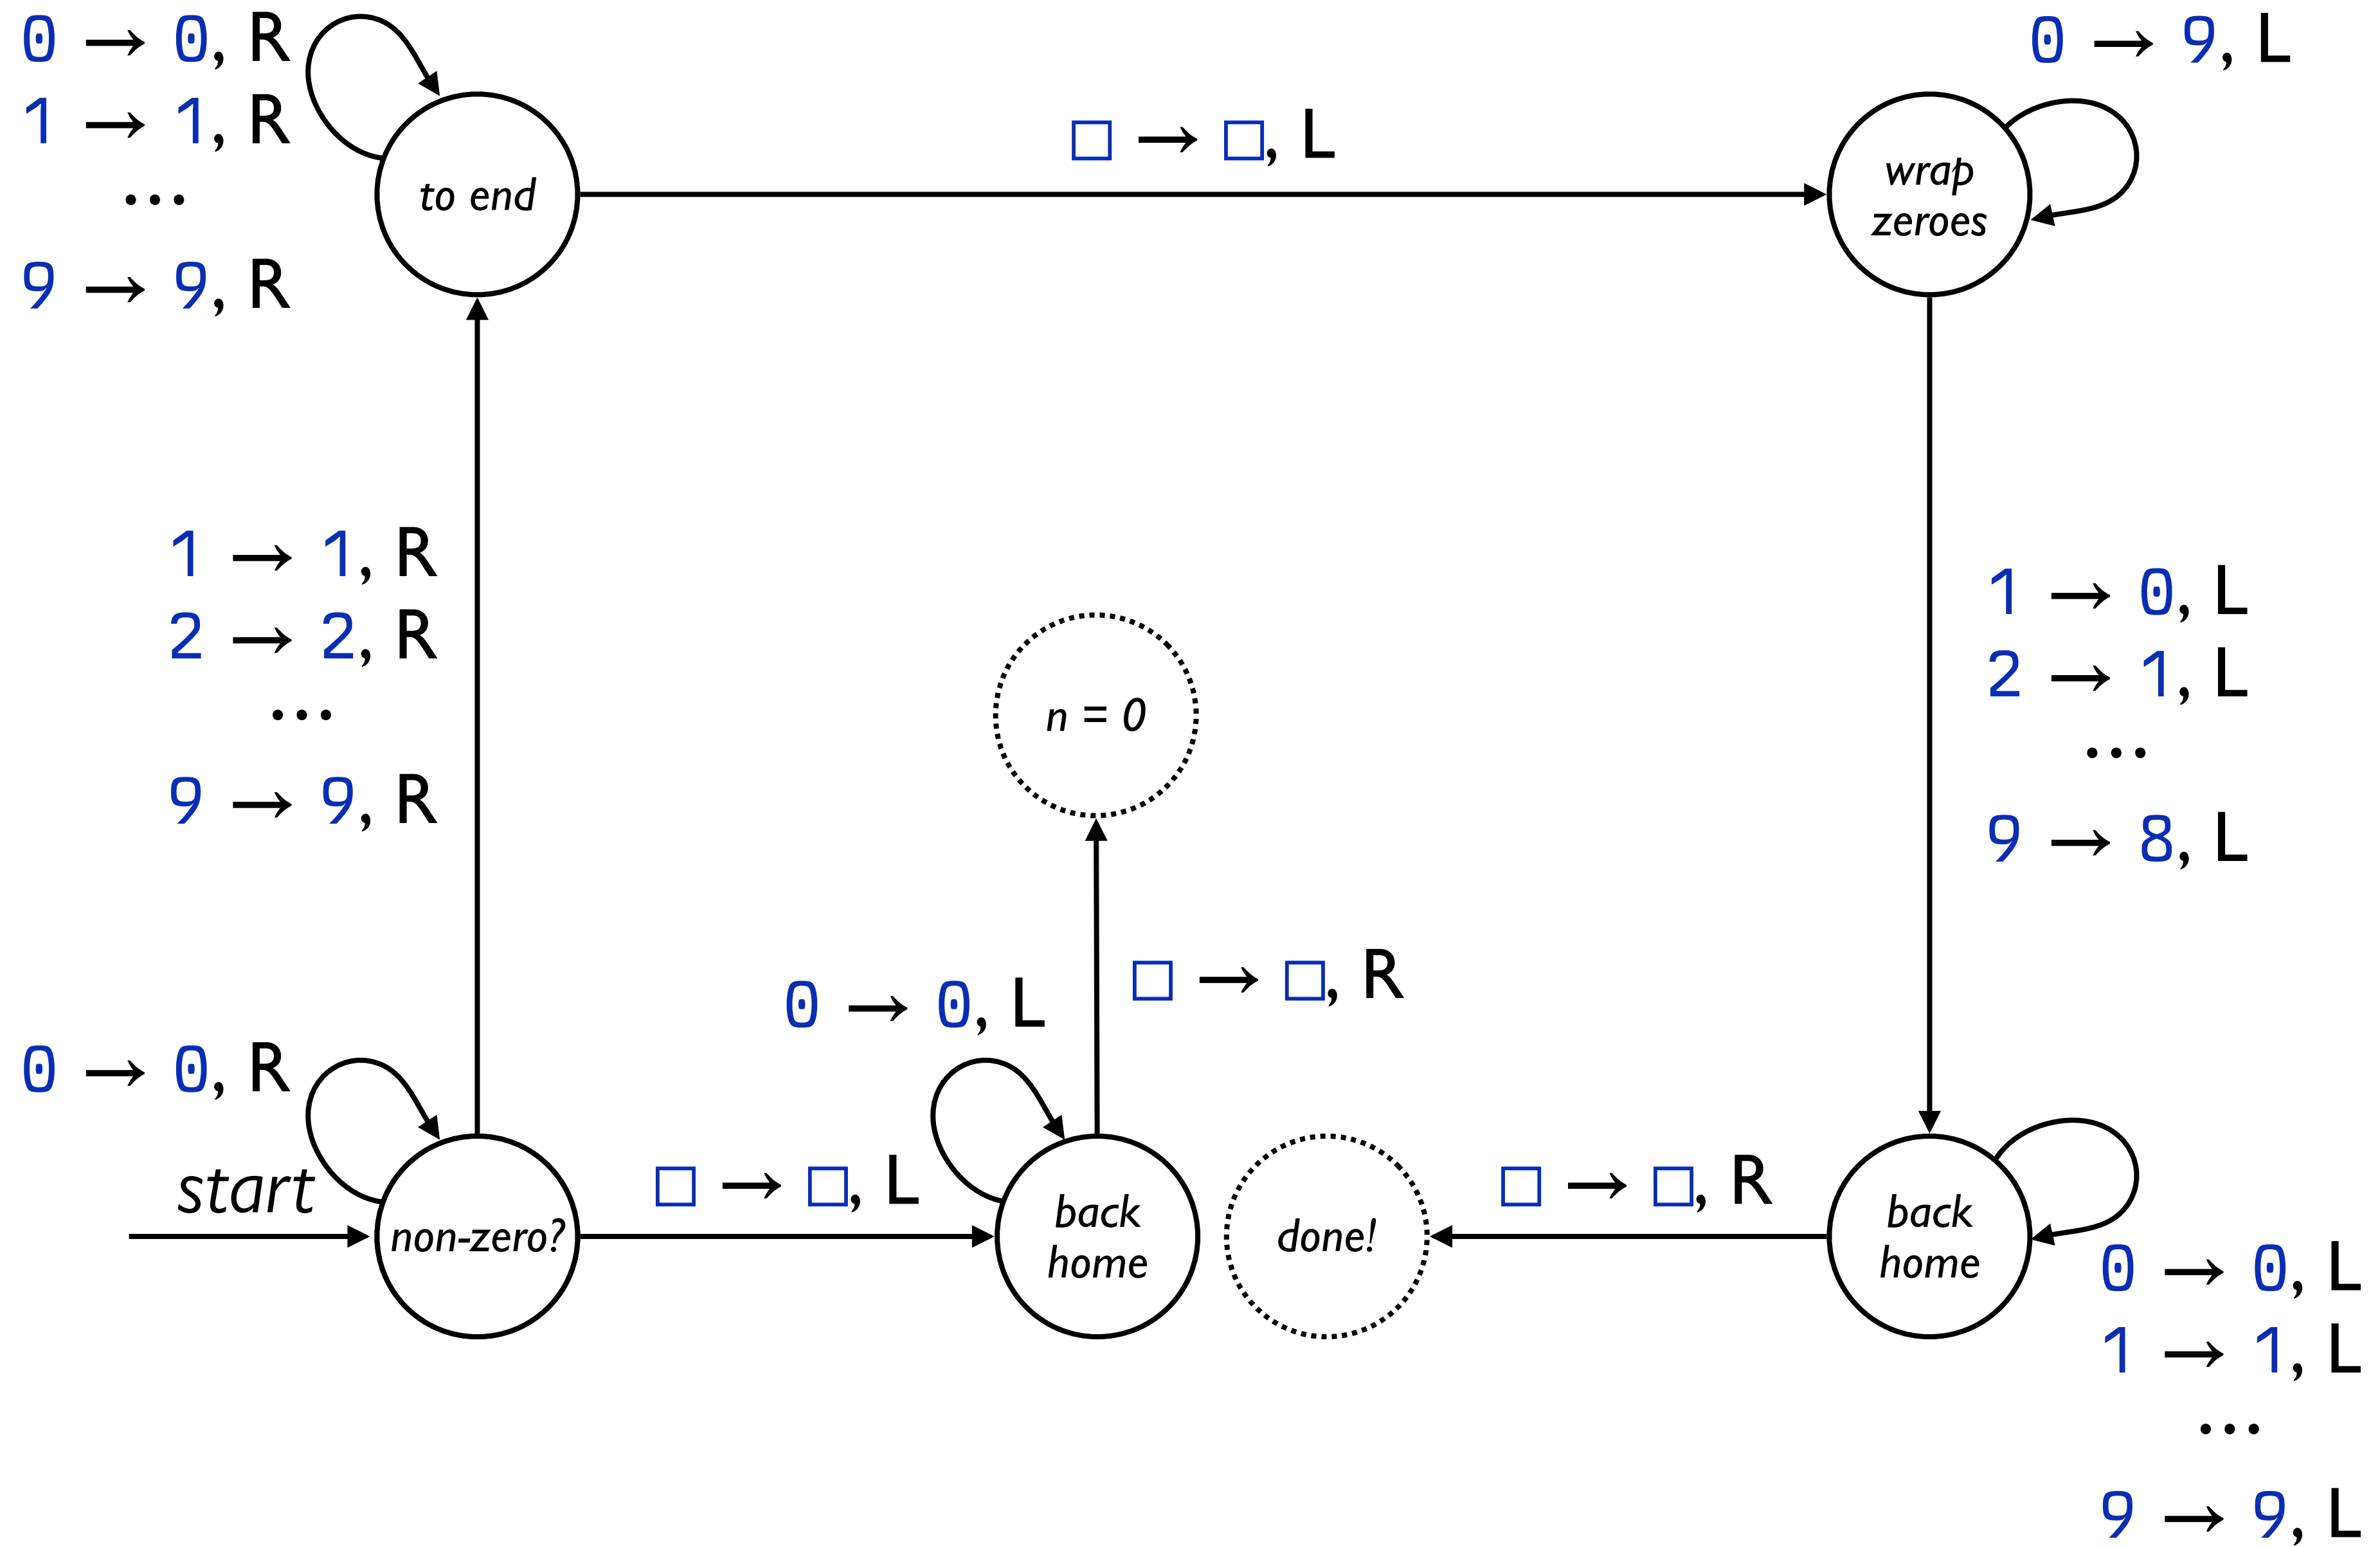 0 → 0, R
1 → 1, R
...
9 → 9, R
to end
□ → □, L
0 → 9, L
wrap
zeroes
1 → 1, R
2 → 2, R
...
9 → 9, R
n = 0
1 → 0, L
2 → 1, L
...
9 → 8, L
0 → 0, R
start
non-zero?
□ → □, L
0 → 0, L
□ → □, R
back
home
done!
□ → □, R
back
home
0 → 0, L
1 → 1, L
...
9 → 9, L